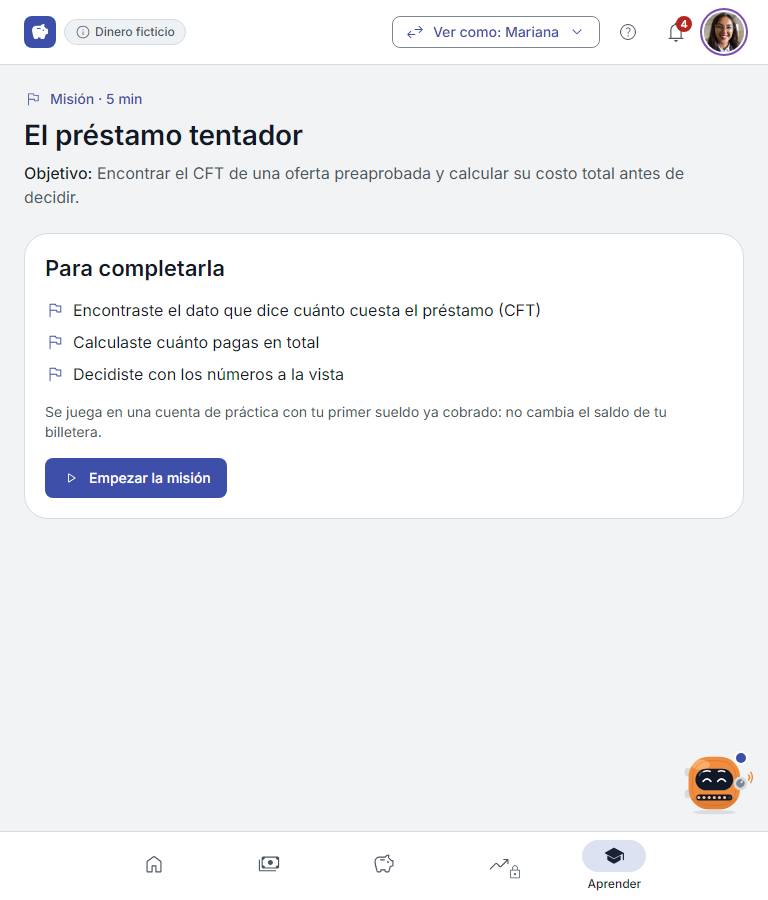 Dinero ficticio
Ver como: Mariana
4
Misión · 5 min
El préstamo tentador
Objetivo: Encontrar el CFT de una oferta preaprobada y calcular su costo total antes de
decidir.
Para completarla
Encontraste el dato que dice cuánto cuesta el préstamo (CFT)
Calculaste cuánto pagas en total
Decidiste con los números a la vista
Se juega en una cuenta de práctica con tu primer sueldo ya cobrado: no cambia el saldo de tu
billetera.
Empezar la misión
Aprender